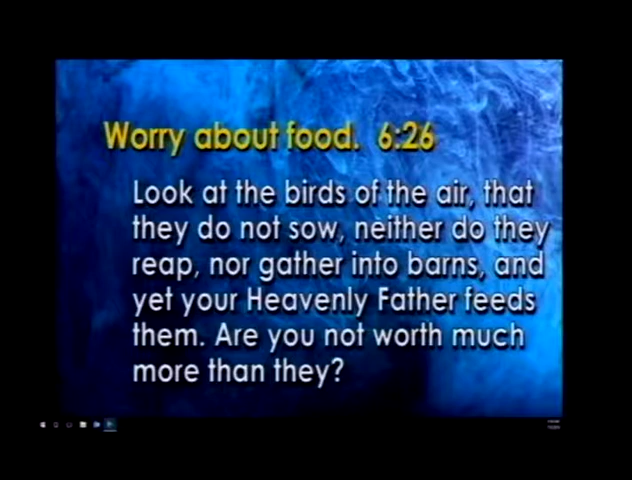 Worry about food. 6:26
Look at the birds of the air, that
they do not sow, neither do they
reap, nor gather into barns, and
yet your Heavenly Father feeds
them. Are you not worth much
more than they?